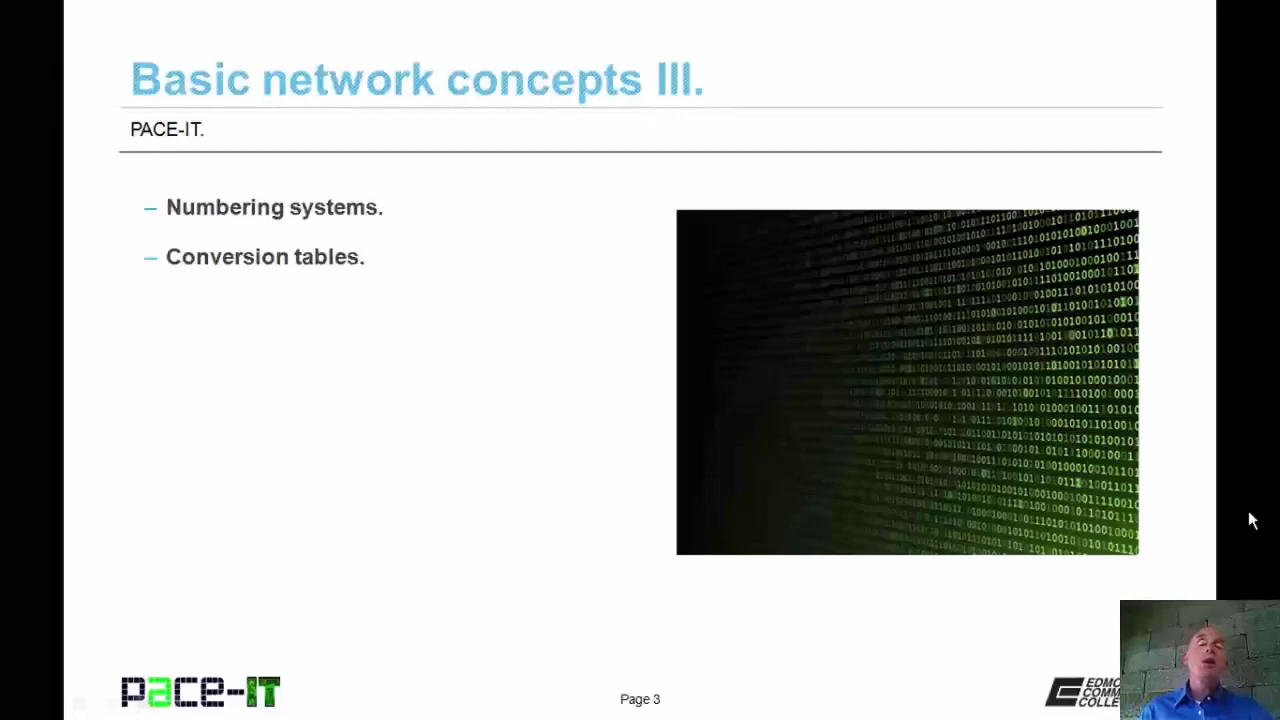 Basic network concepts III.
PACE-IT.
– Numbering systems.
– Conversion tables.
pace-IT
Page 3